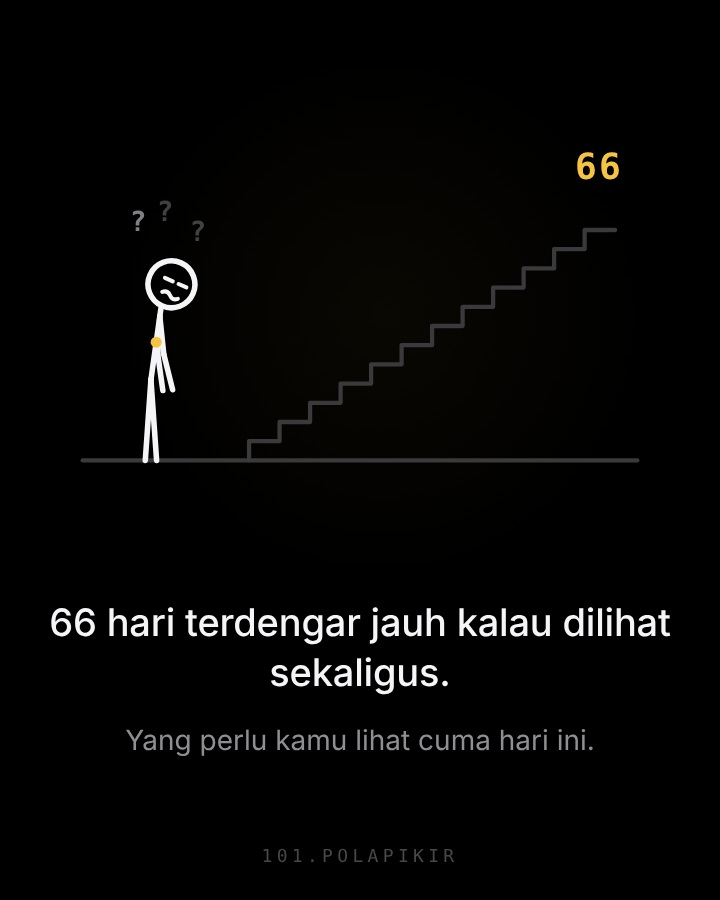 66
? ? ?
66 hari terdengar jauh kalau dilihat
sekaligus.
Yang perlu kamu lihat cuma hari ini.
101.POLAPIKIR